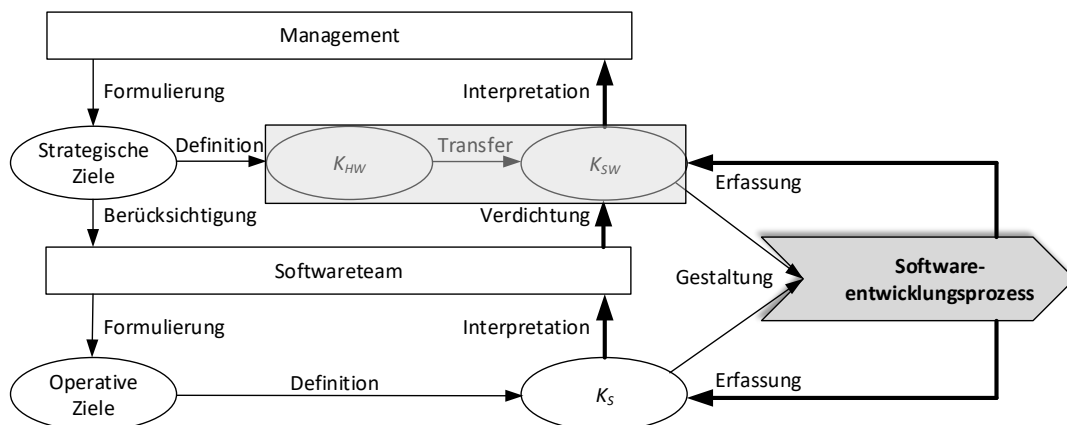 Management
Formulierung
Interpretation
Strategische
Ziele
Definition
K_HW
Transfer
K_SW
Erfassung
Berücksichtigung
Verdichtung
Softwareteam
Gestaltung
Software-
entwicklungsprozess
Formulierung
Interpretation
Operative
Ziele
Definition
K_S
Erfassung